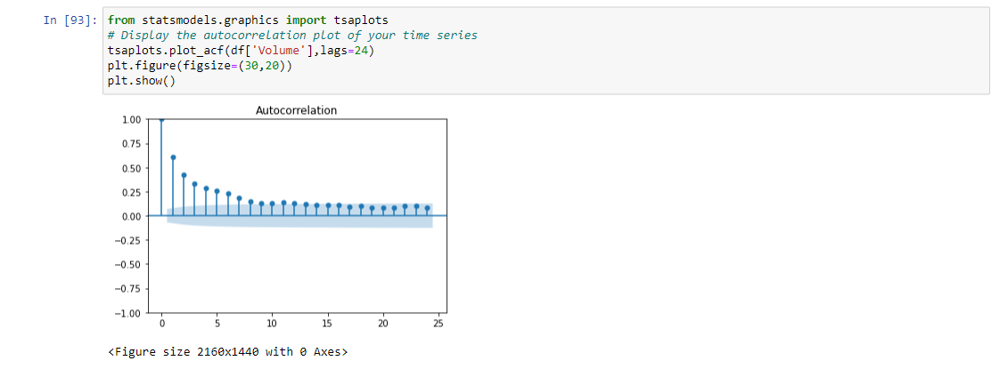 In [93]: from statsmodels.graphics import tsaplots
# Display the autocorrelation plot of your time series
tsaplots.plot_acf(df['Volume'],lags=24)
plt.figure(figsize=(30,20))
plt.show()
Autocorrelation
1.00
0.75
0.50
0.25
0.00
−0.25
−0.50
−0.75
−1.00
0 5 10 15 20 25
<Figure size 2160x1440 with 0 Axes>